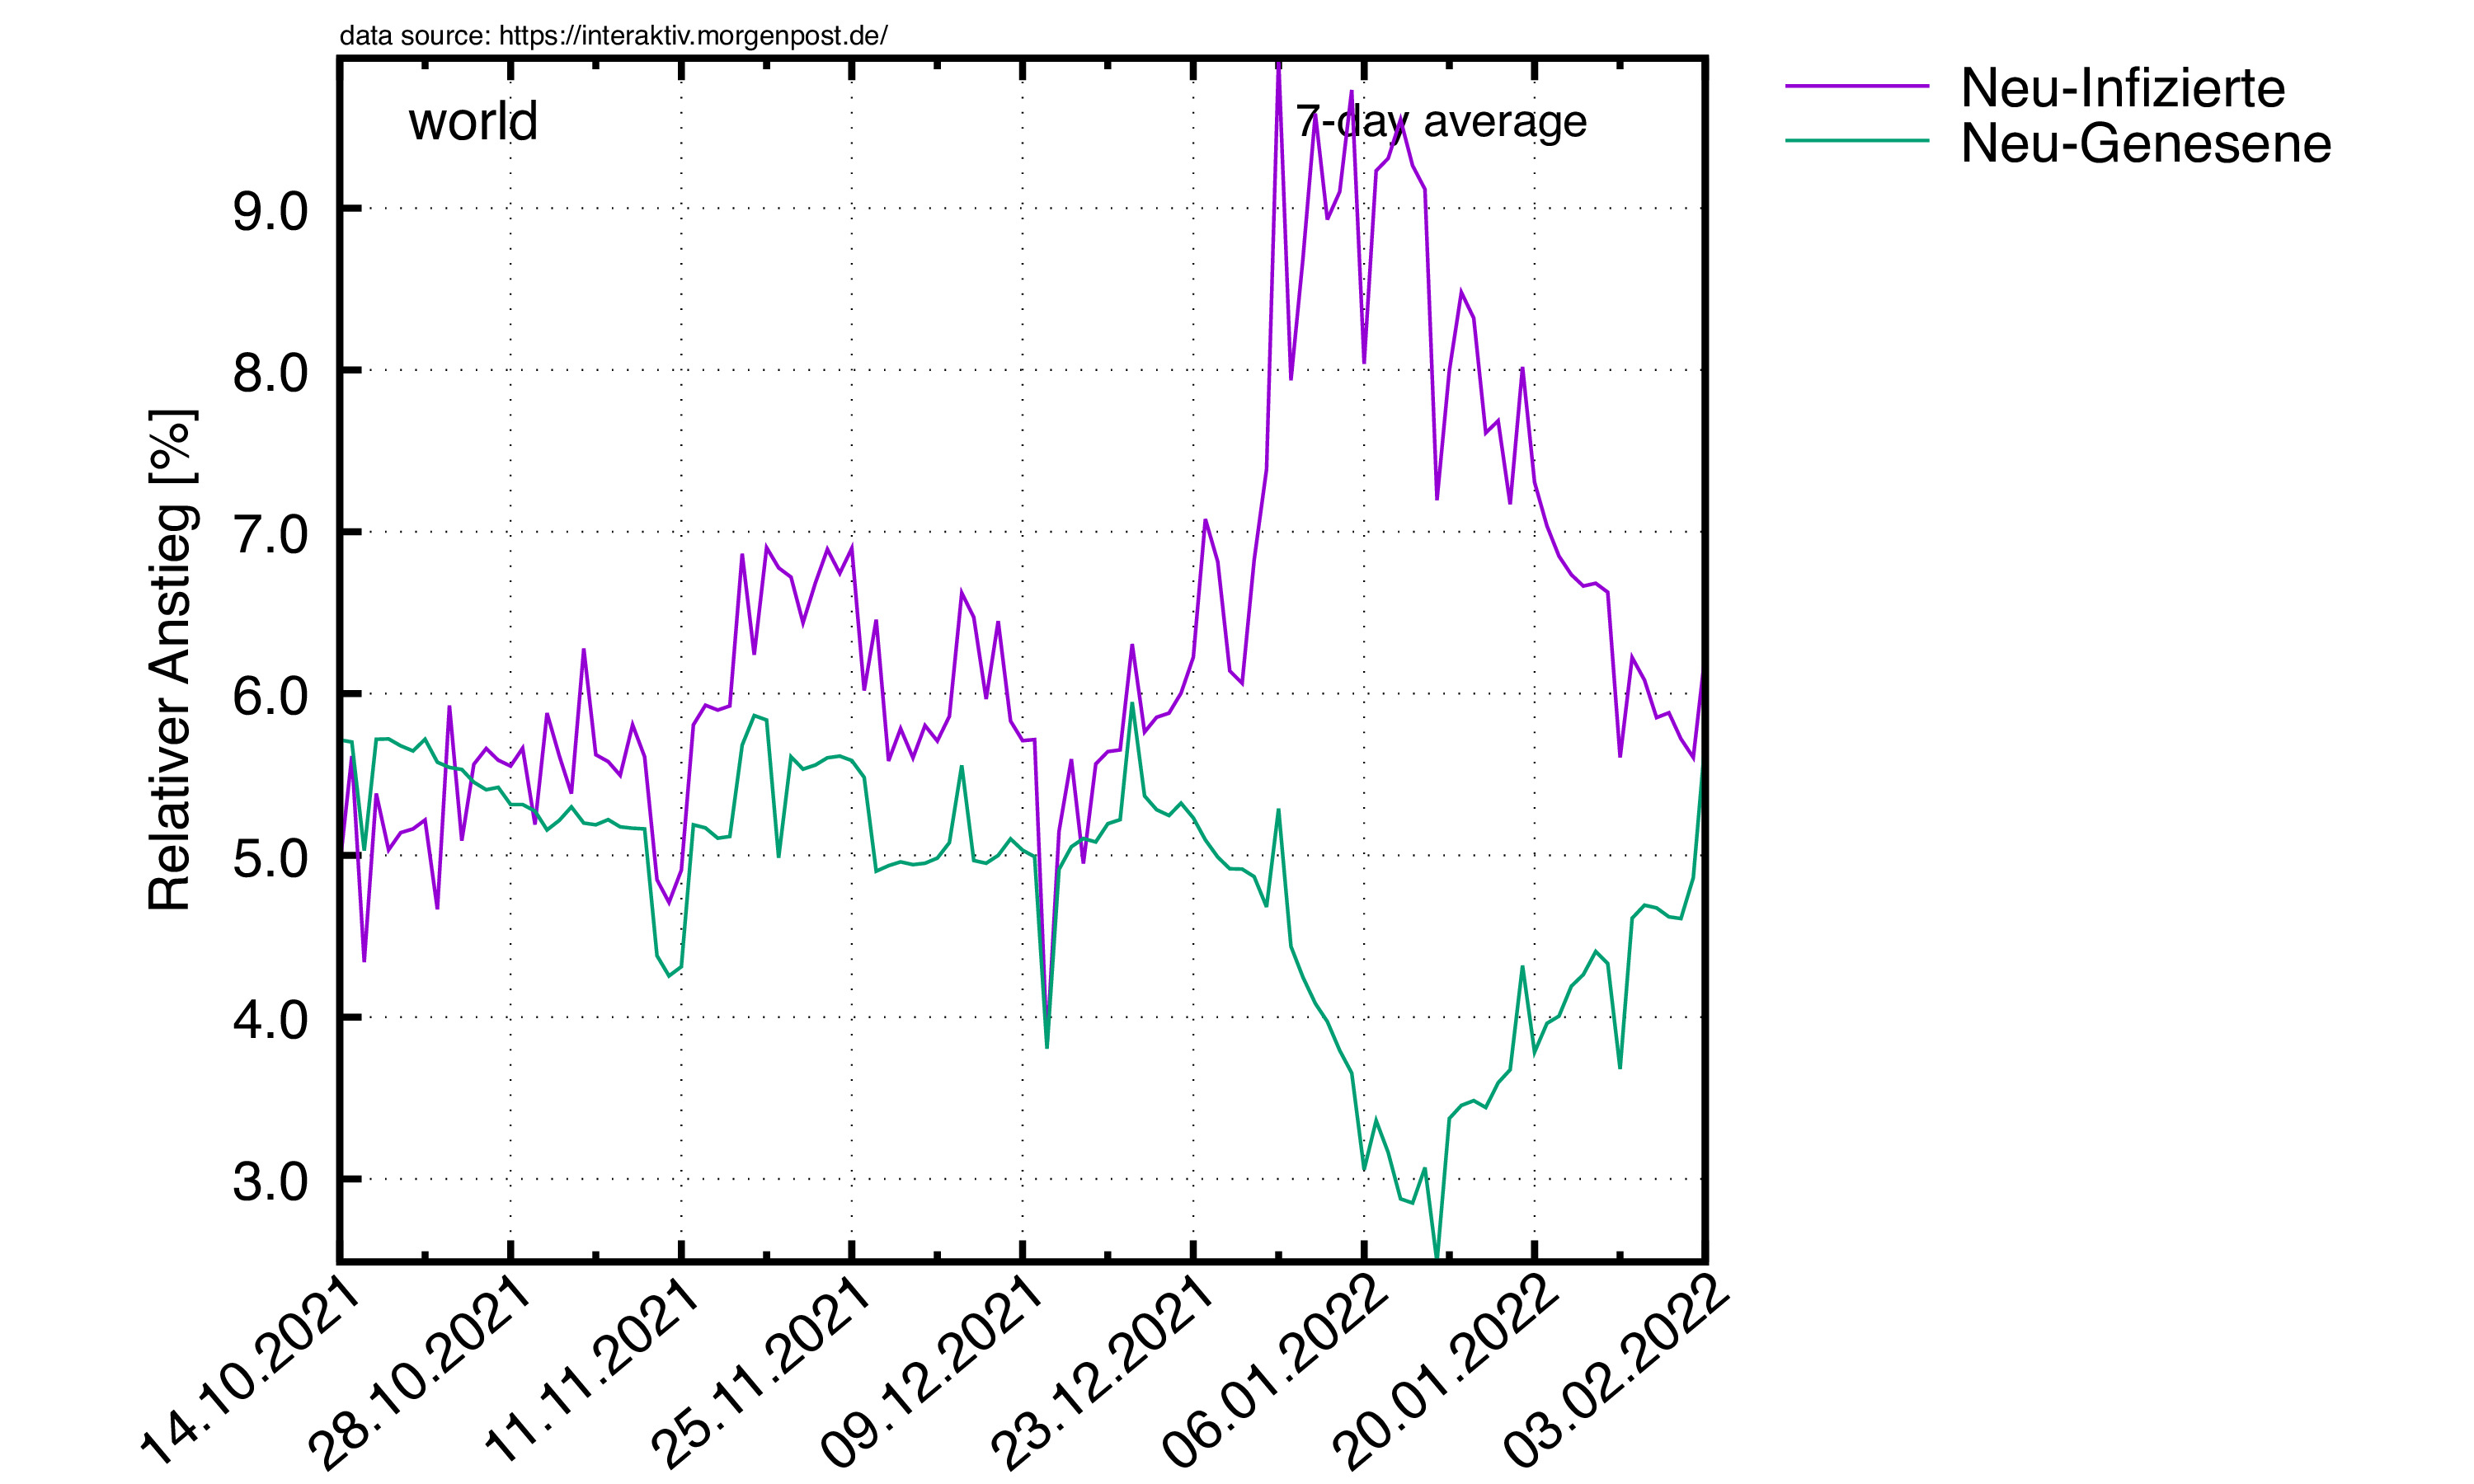 data source: https://interaktiv.morgenpost.de/
world
7-day average
Neu-Infizierte
Neu-Genesene
Relativer Anstieg [%]
9.0
8.0
7.0
6.0
5.0
4.0
3.0
14.10.2021
28.10.2021
11.11.2021
25.11.2021
09.12.2021
23.12.2021
06.01.2022
20.01.2022
03.02.2022